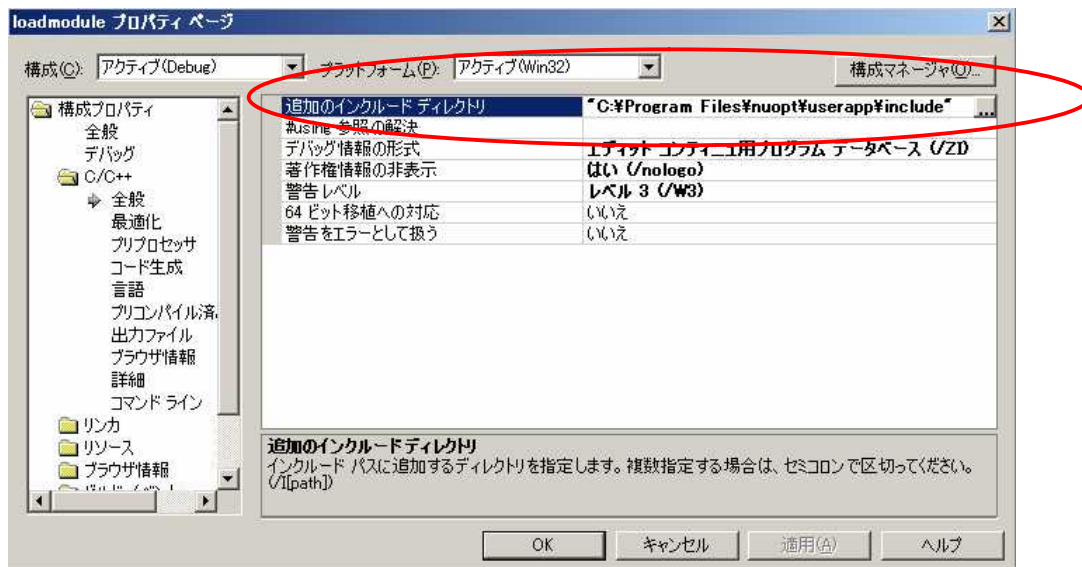 loadmodule プロパティ ページ
構成(C): アクティブ(Debug) プラットフォーム(P): アクティブ(Win32) 構成マネージャ(O)...
構成プロパティ
全般
デバッグ
C/C++
全般
最適化
プリプロセッサ
コード生成
言語
プリコンパイル済
出力ファイル
ブラウザ情報
詳細
コマンド ライン
リンカ
リソース
ブラウザ情報
追加のインクルード ディレクトリ "C:¥Program Files¥nuopt¥userapp¥include" ...
#using 参照の解決
デバッグ情報の形式 エディット コンティニュ用プログラム データベース (/ZI)
著作権情報の非表示 はい (/nologo)
警告レベル レベル 3 (/W3)
64 ビット移植への対応 いいえ
警告をエラーとして扱う いいえ
追加のインクルード ディレクトリ
インクルード パスに追加するディレクトリを指定します。複数指定する場合は、セミコロンで区切ってください。
(/I[path])
OK キャンセル 適用(A) ヘルプ